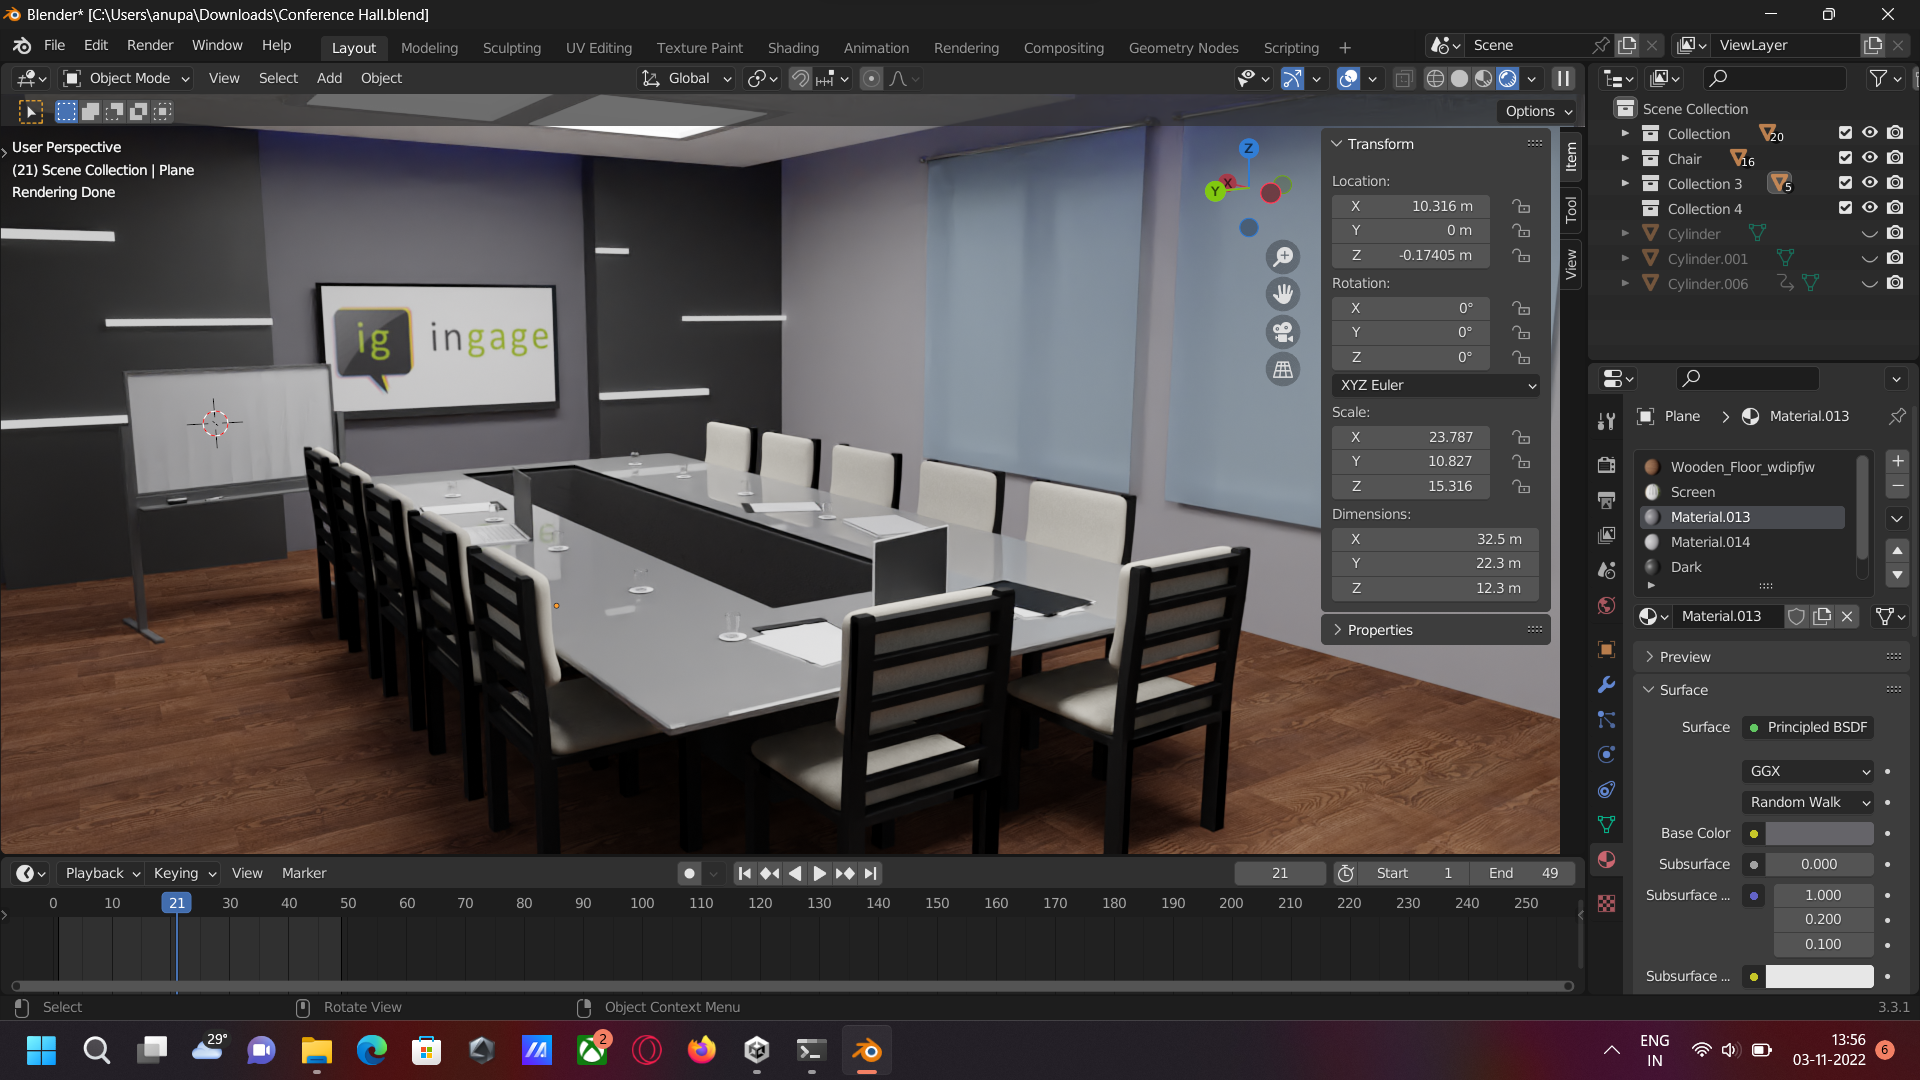 Blender* [C:\Users\anupa\Downloads\Conference Hall.blend]
File Edit Render Window Help
Layout Modeling Sculpting UV Editing Texture Paint Shading Animation Rendering Compositing Geometry Nodes Scripting +
Scene
ViewLayer
Object Mode View Select Add Object
Global
Options
User Perspective
(21) Scene Collection | Plane
Rendering Done
ig ingage
Z
X
Y
Transform
Location:
X 10.316 m
Y 0 m
Z -0.17405 m
Rotation:
X 0°
Y 0°
Z 0°
XYZ Euler
Scale:
X 23.787
Y 10.827
Z 15.316
Dimensions:
X 32.5 m
Y 22.3 m
Z 12.3 m
Properties
Item
Tool
View
Scene Collection
Collection 20
Chair 16
Collection 3 5
Collection 4
Cylinder
Cylinder.001
Cylinder.006
Plane > Material.013
Wooden_Floor_wdipfjw
Screen
Material.013
Material.014
Dark
Material.013
Preview
Surface
Surface Principled BSDF
GGX
Random Walk
Base Color
Subsurface 0.000
Subsurface ... 1.000
0.200
0.100
Subsurface ...
Playback Keying View Marker
21 Start 1 End 49
0 10 21 30 40 50 60 70 80 90 100 110 120 130 140 150 160 170 180 190 200 210 220 230 240 250
Select Rotate View Object Context Menu 3.3.1
29°
2
ENG
IN
13:56
03-11-2022
6